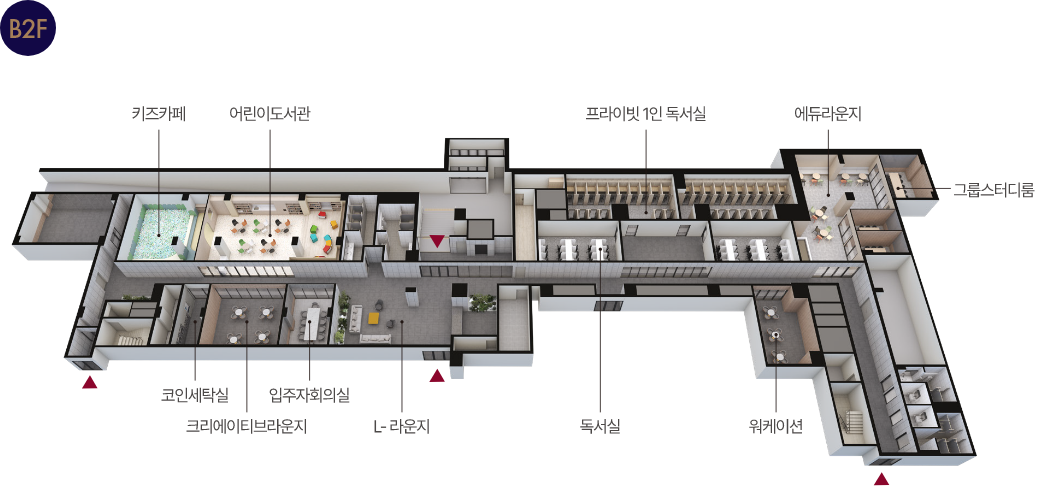 B2F
키즈카페
어린이도서관
프라이빗 1인 독서실
에듀라운지
그룹스터디룸
코인세탁실
입주자회의실
크리에이티브라운지
L- 라운지
독서실
워케이션